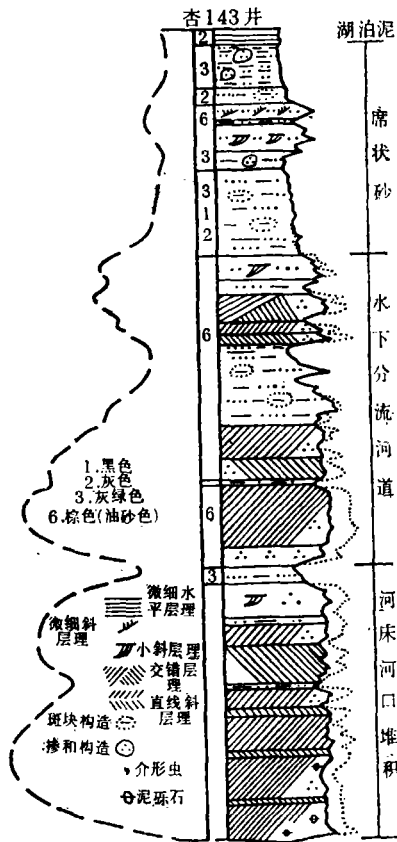 杏143井
湖泊泥
2
3
2
6
3
3
1
2
席状砂
6
水下分流河道
1.黑色
2.灰色
3.灰绿色
6.棕色(油砂色)
6
3
河床河口堆积
微细水
平层理
微细斜
层理
小斜层理
交错层
理
直线斜
层理
斑块构造
掺和构造
介形虫
泥砾石